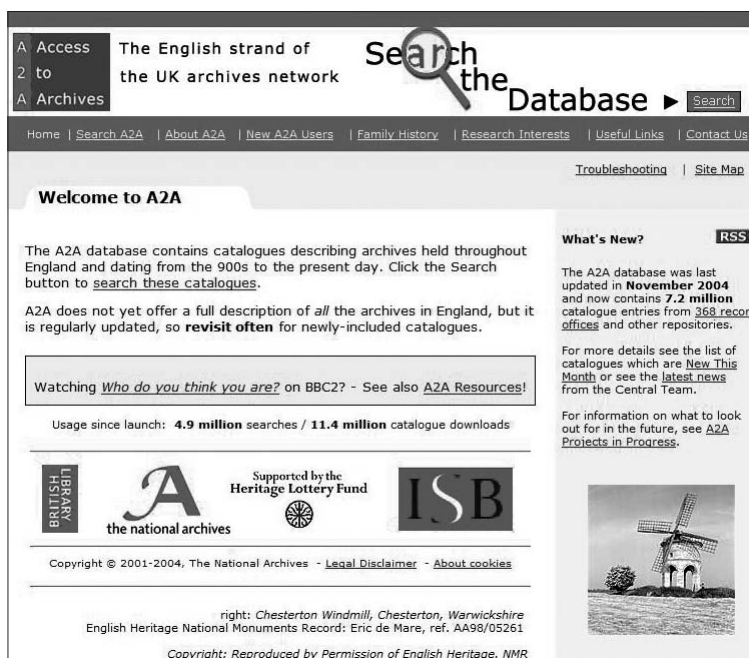 A Access
2 to
A Archives
The English strand of
the UK archives network
Search
the
Database ► Search
Home | Search A2A | About A2A | New A2A Users | Family History | Research Interests | Useful Links | Contact Us
Troubleshooting | Site Map
Welcome to A2A
The A2A database contains catalogues describing archives held throughout
England and dating from the 900s to the present day. Click the Search
button to search these catalogues.
A2A does not yet offer a full description of all the archives in England, but it
is regularly updated, so revisit often for newly-included catalogues.
Watching Who do you think you are? on BBC2? - See also A2A Resources!
Usage since launch: 4.9 million searches / 11.4 million catalogue downloads
BRITISH
LIBRARY
A
the national archives
Supported by the
Heritage Lottery Fund
ISB
Copyright © 2001-2004, The National Archives - Legal Disclaimer - About cookies
right: Chesterton Windmill, Chesterton, Warwickshire
English Heritage National Monuments Record: Eric de Mare, ref. AA98/05261
Copyright: Reproduced by Permission of English Heritage. NMR
What's New? RSS
The A2A database was last
updated in November 2004
and now contains 7.2 million
catalogue entries from 368 recor
offices and other repositories.
For more details see the list of
catalogues which are New This
Month or see the latest news
from the Central Team.
For information on what to look
out for in the future, see A2A
Projects in Progress.